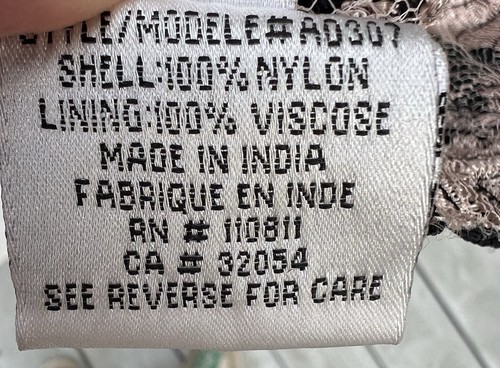 STYLE/MODELE# AD307
SHELL:100% NYLON
LINING:100% VISCOSE
MADE IN INDIA
FABRIQUE EN INDE
RN # 110811
CA # 32054
SEE REVERSE FOR CARE